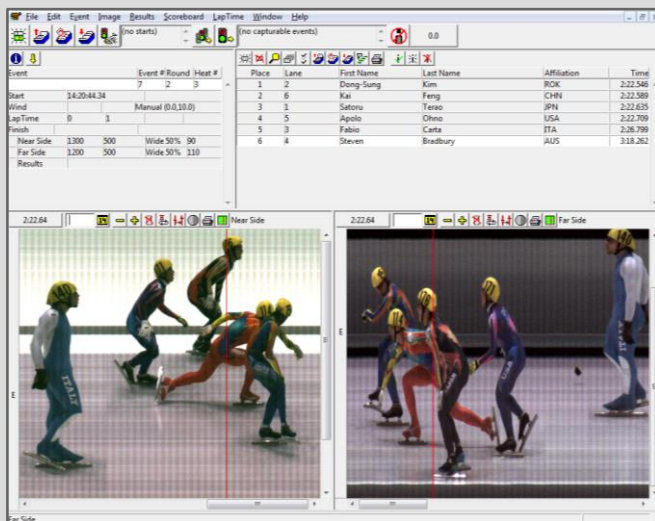 File Edit Event Image Results Scoreboard LapTime Window Help
(no starts) (no capturable events) 0.0
Event Event # Round Heat #
7 2 3
Start 14:20:44.34
Wind Manual (0.0,10.0)
LapTime 0 1
Finish
Near Side 1300 500 Wide 50% 90
Far Side 1200 500 Wide 50% 110
Results
Place Lane First Name Last Name Affiliation Time
1 2 Dong-Sung Kim ROK 2:22.546
2 6 Kai Feng CHN 2:22.589
3 1 Satoru Terao JPN 2:22.635
4 5 Apolo Ohno USA 2:22.709
5 3 Fabio Carta ITA 2:26.799
6 4 Steven Bradbury AUS 3:18.262
2:22.64 Near Side
2:22.64 Far Side
E
ITALY
E
Far Side